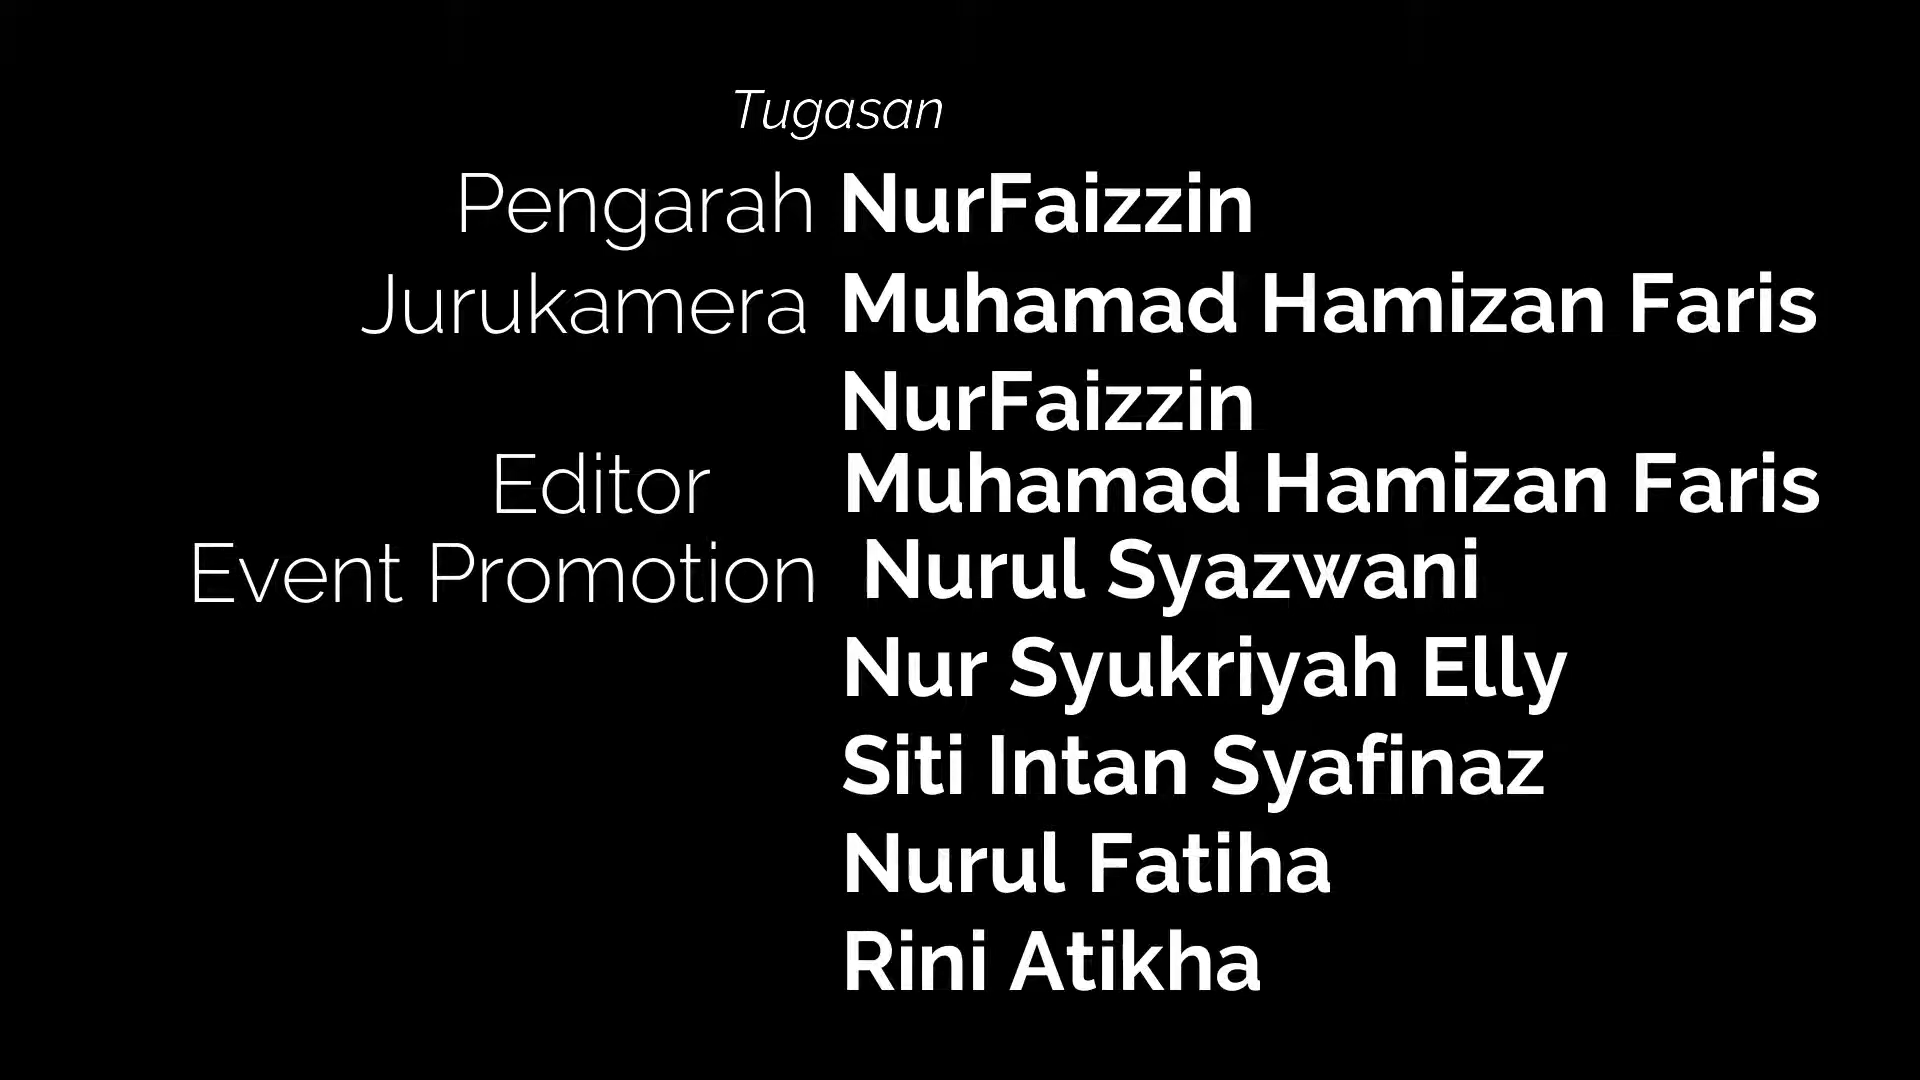 Tugasan
Pengarah NurFaizzin
Jurukamera Muhamad Hamizan Faris
NurFaizzin
Editor Muhamad Hamizan Faris
Event Promotion Nurul Syazwani
Nur Syukriyah Elly
Siti Intan Syafinaz
Nurul Fatiha
Rini Atikha